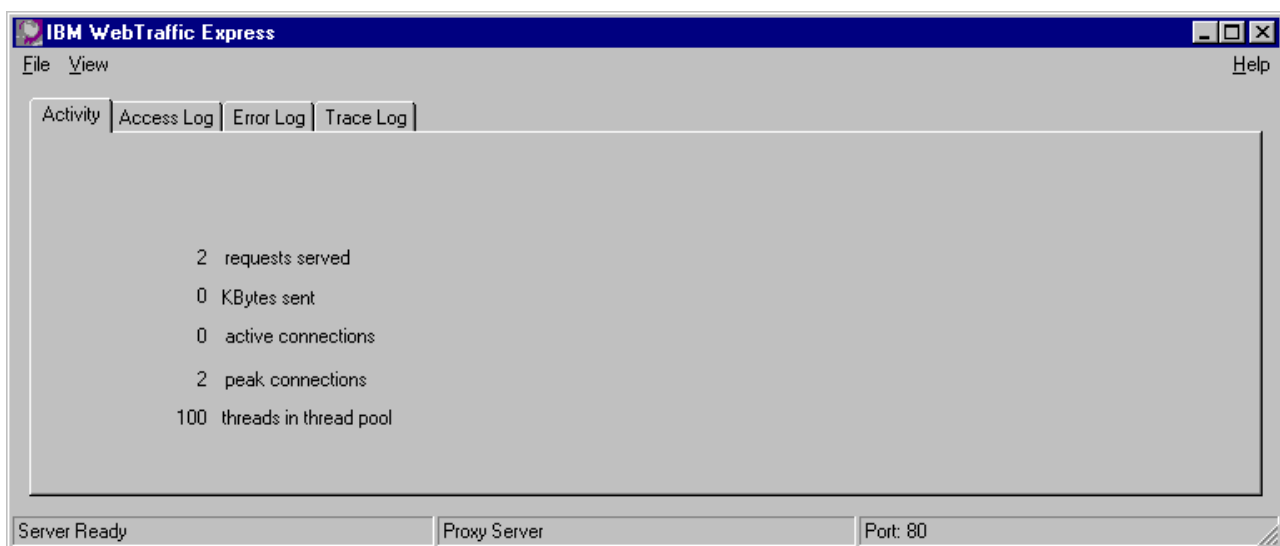 IBM WebTraffic Express
File View Help
Activity Access Log Error Log Trace Log
2 requests served
0 KBytes sent
0 active connections
2 peak connections
100 threads in thread pool
Server Ready Proxy Server Port: 80